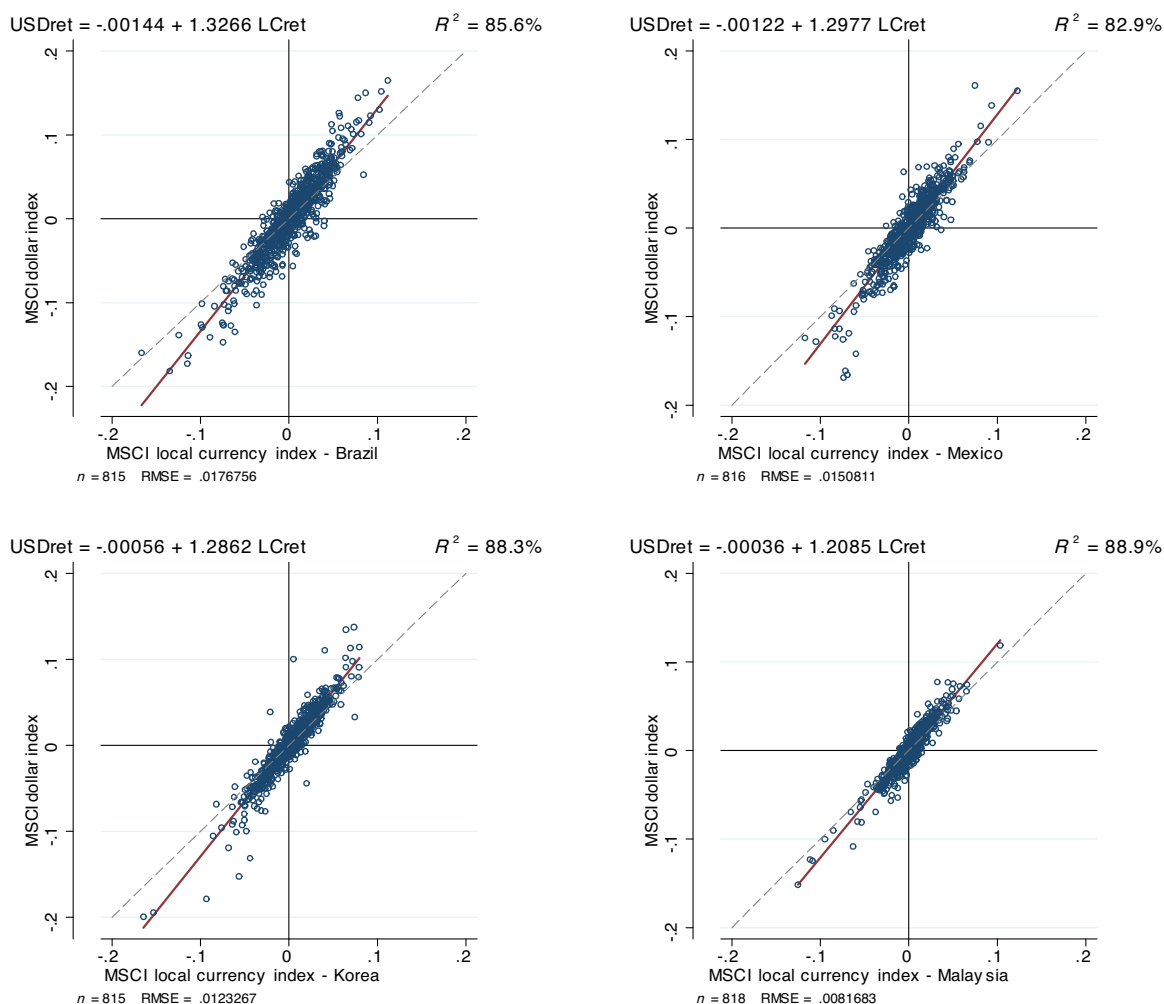 USDret = -.00144 + 1.3266 LCret R² = 85.6%
.2
.1
0
-.1
-.2
MSCI dollar index
-.2 -.1 0 .1 .2
MSCI local currency index - Brazil
n = 815 RMSE = .0176756
USDret = -.00122 + 1.2977 LCret R² = 82.9%
.2
.1
0
-.1
-.2
MSCI dollar index
-.2 -.1 0 .1 .2
MSCI local currency index - Mexico
n = 816 RMSE = .0150811
USDret = -.00056 + 1.2862 LCret R² = 88.3%
.2
.1
0
-.1
-.2
MSCI dollar index
-.2 -.1 0 .1 .2
MSCI local currency index - Korea
n = 815 RMSE = .0123267
USDret = -.00036 + 1.2085 LCret R² = 88.9%
.2
.1
0
-.1
-.2
MSCI dollar index
-.2 -.1 0 .1 .2
MSCI local currency index - Malaysia
n = 818 RMSE = .0081683